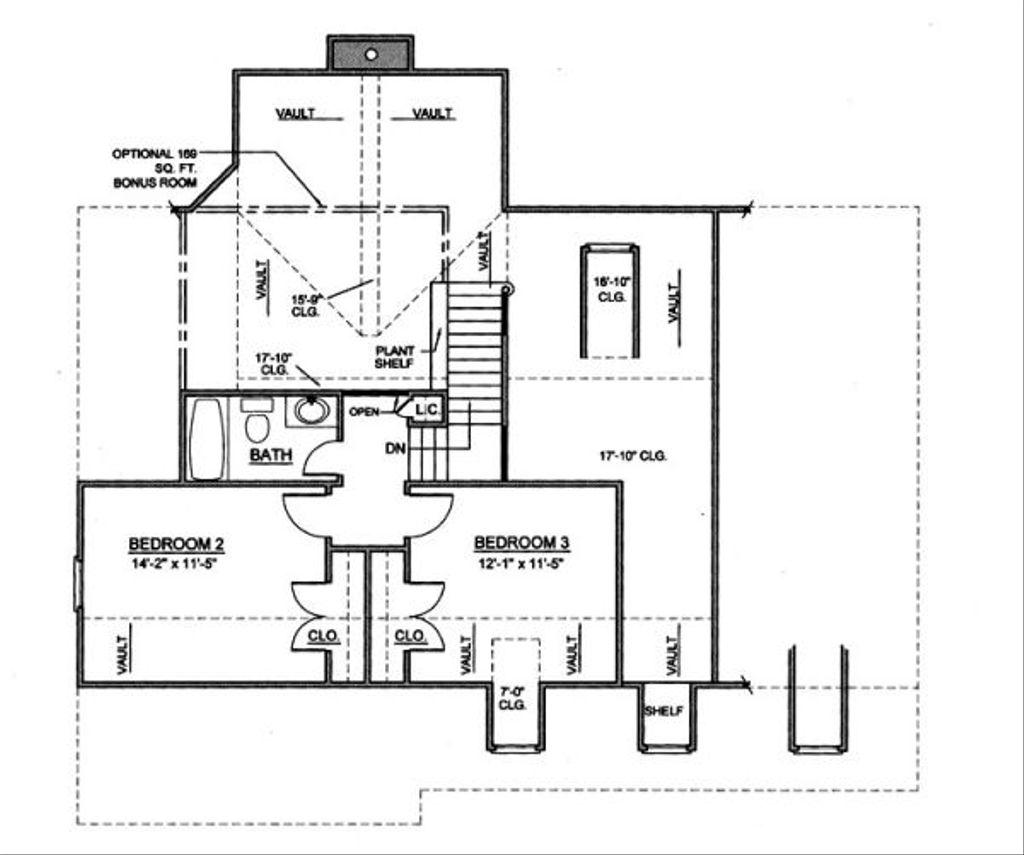 VAULT
VAULT
OPTIONAL 169
SQ. FT.
BONUS ROOM
VAULT
VAULT
15'-9"
CLG.
16'-10"
CLG.
VAULT
PLANT
SHELF
17'-10"
CLG.
OPEN
L.C.
BATH
DN
17'-10" CLG.
BEDROOM 2
14'-2" x 11'-5"
BEDROOM 3
12'-1" x 11'-5"
CLO.
CLO.
VAULT
VAULT
VAULT
VAULT
7'-0"
CLG.
SHELF